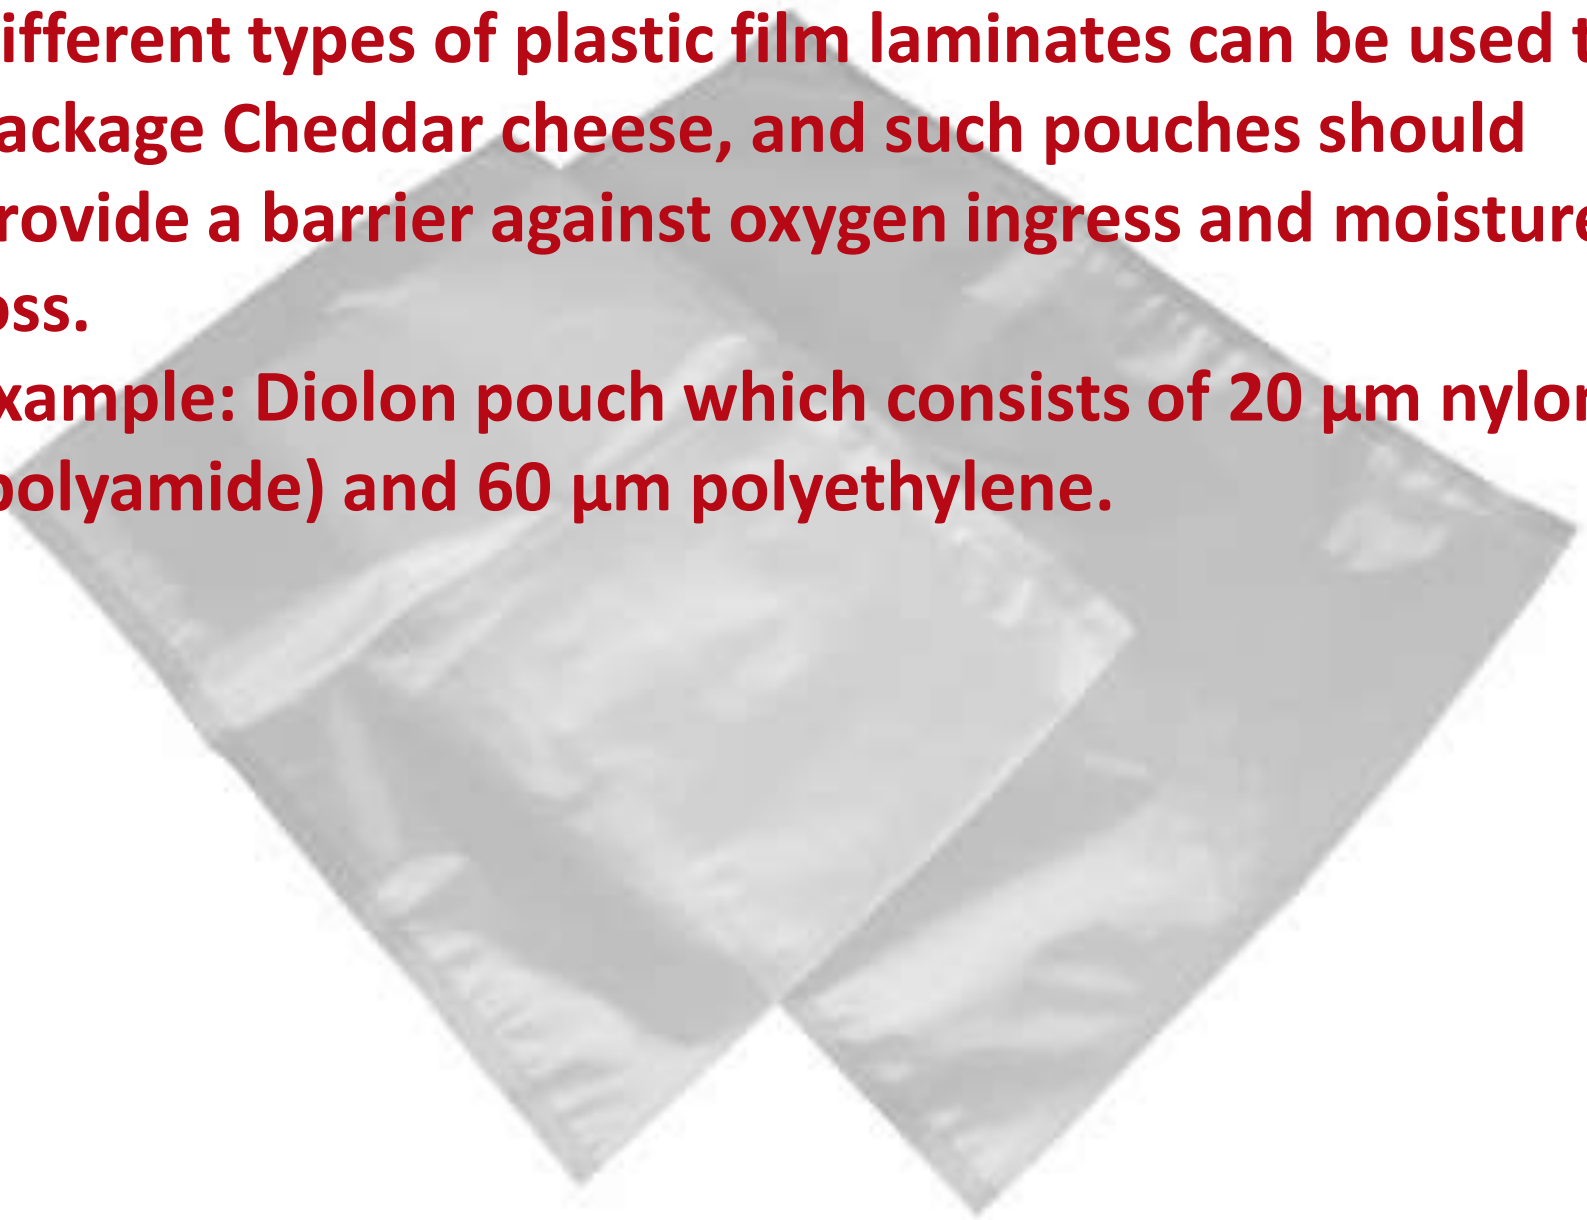 ifferent types of plastic film laminates can be used t
ackage Cheddar cheese, and such pouches should
rovide a barrier against oxygen ingress and moisture
oss.
xample: Diolon pouch which consists of 20 µm nylon
polyamide) and 60 µm polyethylene.